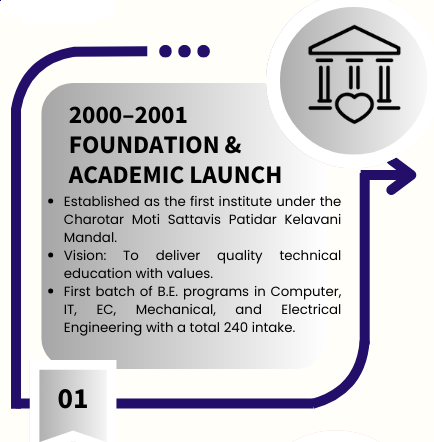 2000–2001
FOUNDATION &
ACADEMIC LAUNCH
• Established as the first institute under the
Charotar Moti Sattavis Patidar Kelavani
Mandal.
• Vision: To deliver quality technical
education with values.
• First batch of B.E. programs in Computer,
IT, EC, Mechanical, and Electrical
Engineering with a total 240 intake.
01